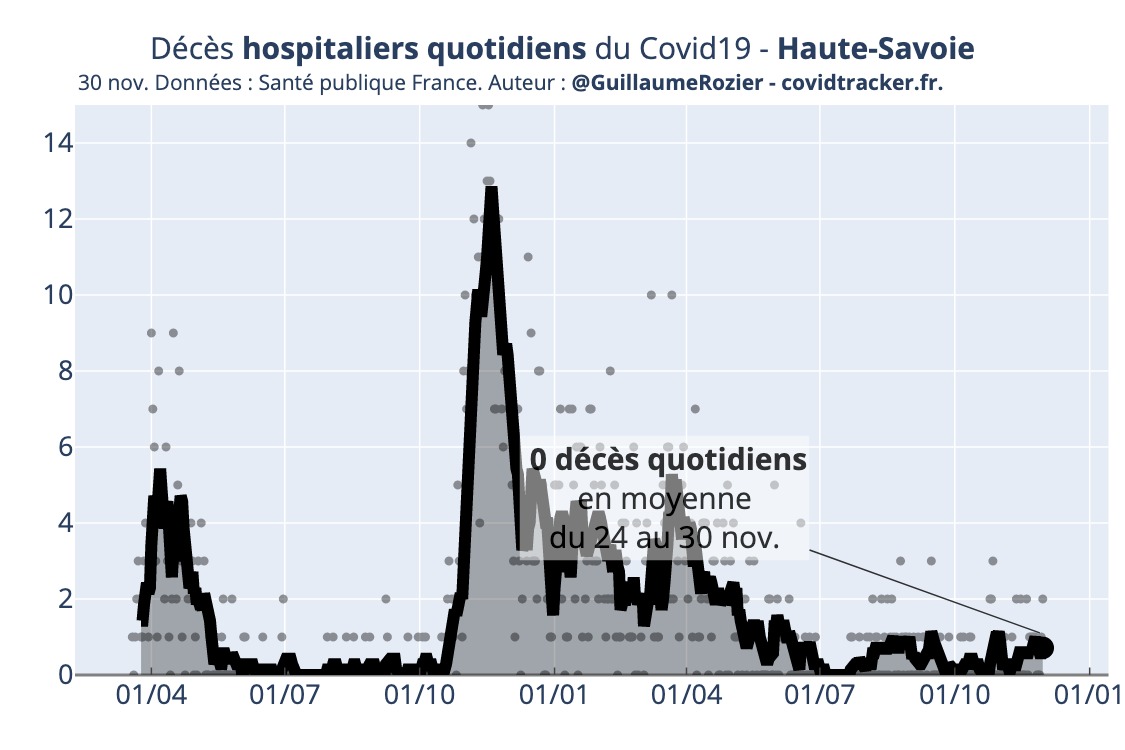 Décès hospitaliers quotidiens du Covid19 - Haute-Savoie
30 nov. Données : Santé publique France. Auteur : @GuillaumeRozier - covidtracker.fr.
14
12
10
8
6
4
2
0
0 décès quotidiens
en moyenne
du 24 au 30 nov.
01/04 01/07 01/10 01/01 01/04 01/07 01/10 01/01